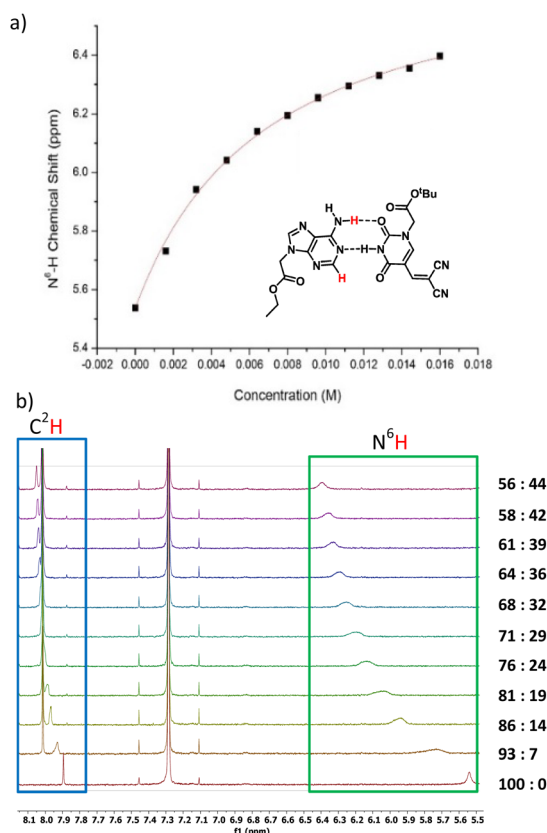 a)
N⁶-H Chemical Shift (ppm)
6.4
6.2
6.0
5.8
5.6
5.4
-0.002 0.000 0.002 0.004 0.006 0.008 0.010 0.012 0.014 0.016 0.018
Concentration (M)
H
N
H
O
O
OᵗBu
N
N
N
N
N
N
H
N
O
H
O
O
CN
CN
b)
C²H
N⁶H
56 : 44
58 : 42
61 : 39
64 : 36
68 : 32
71 : 29
76 : 24
81 : 19
86 : 14
93 : 7
100 : 0
8.1 8.0 7.9 7.8 7.7 7.6 7.5 7.4 7.3 7.2 7.1 7.0 6.9 6.8 6.7 6.6 6.5 6.4 6.3 6.2 6.1 6.0 5.9 5.8 5.7 5.6 5.5
f1 (ppm)